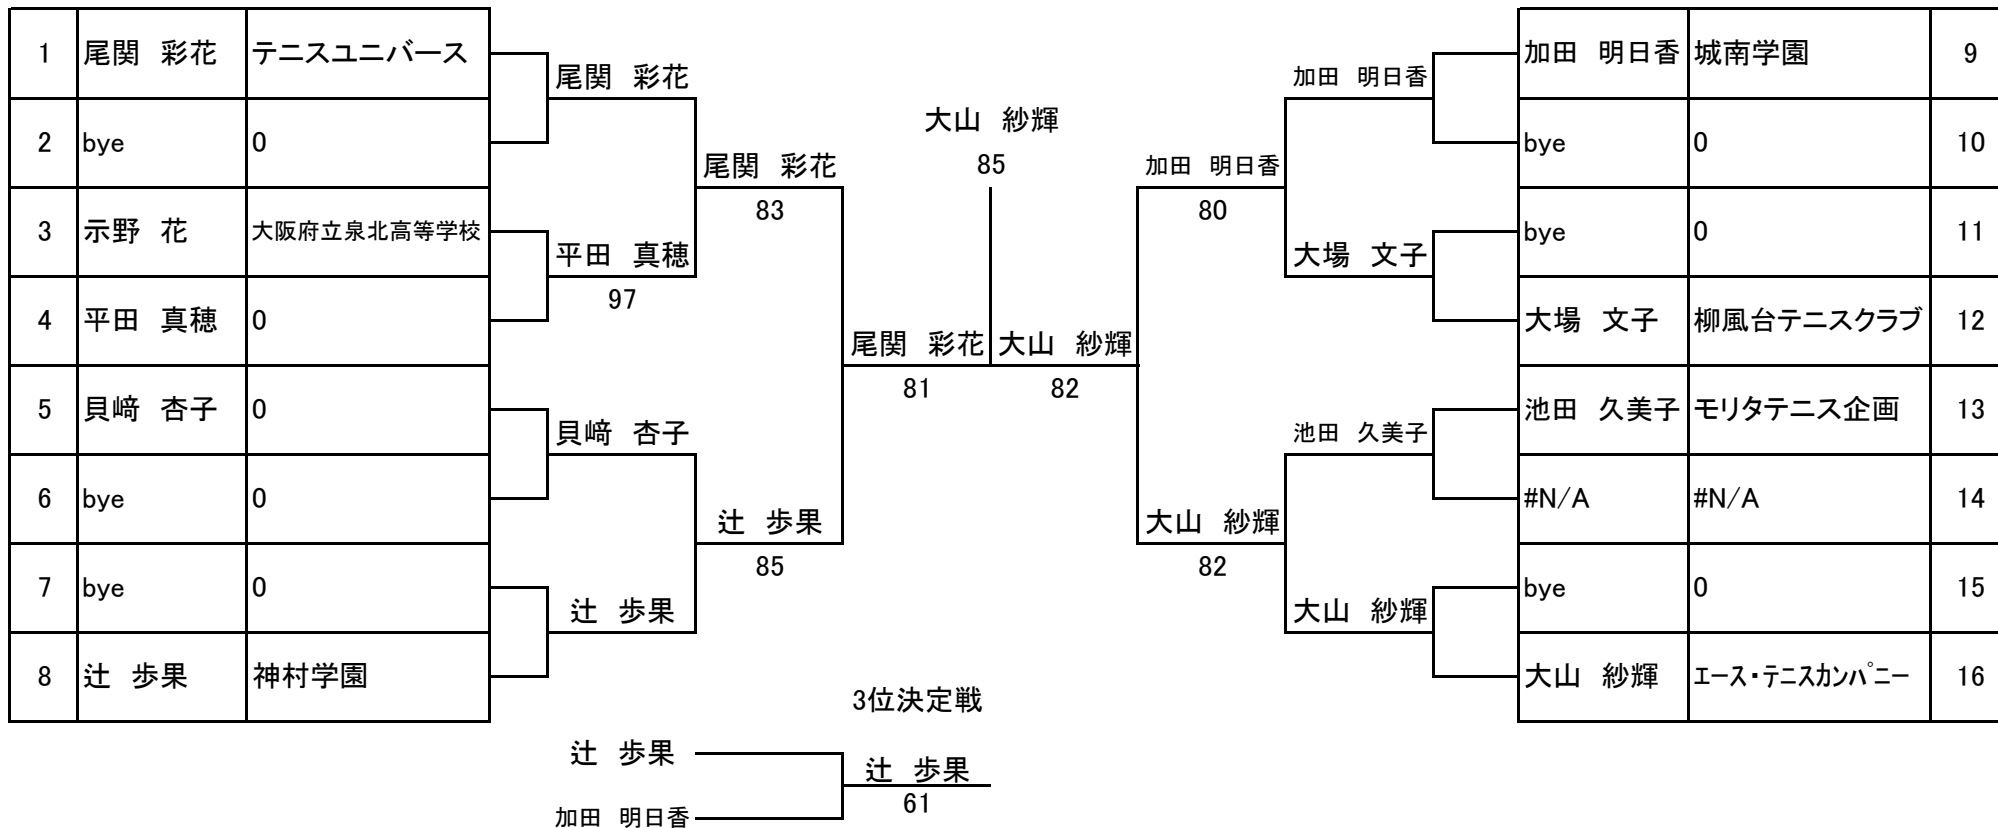 1 尾関　彩花 テニスユニバース
2 bye 0
3 示野　花 大阪府立泉北高等学校
4 平田　真穂 0
5 貝﨑　杏子 0
6 bye 0
7 bye 0
8 辻　歩果 神村学園
尾関　彩花
平田　真穂
97
貝﨑　杏子
辻　歩果
尾関　彩花
83
辻　歩果
85
尾関　彩花
81
大山　紗輝
85
大山　紗輝
82
加田　明日香
80
大山　紗輝
82
加田　明日香
大場　文子
池田　久美子
大山　紗輝
加田　明日香 城南学園 9
bye 0 10
bye 0 11
大場　文子 柳風台テニスクラブ 12
池田　久美子 モリタテニス企画 13
#N/A #N/A 14
bye 0 15
大山　紗輝 エース・テニスカンパニー 16
3位決定戦
辻　歩果
加田　明日香
辻　歩果
61